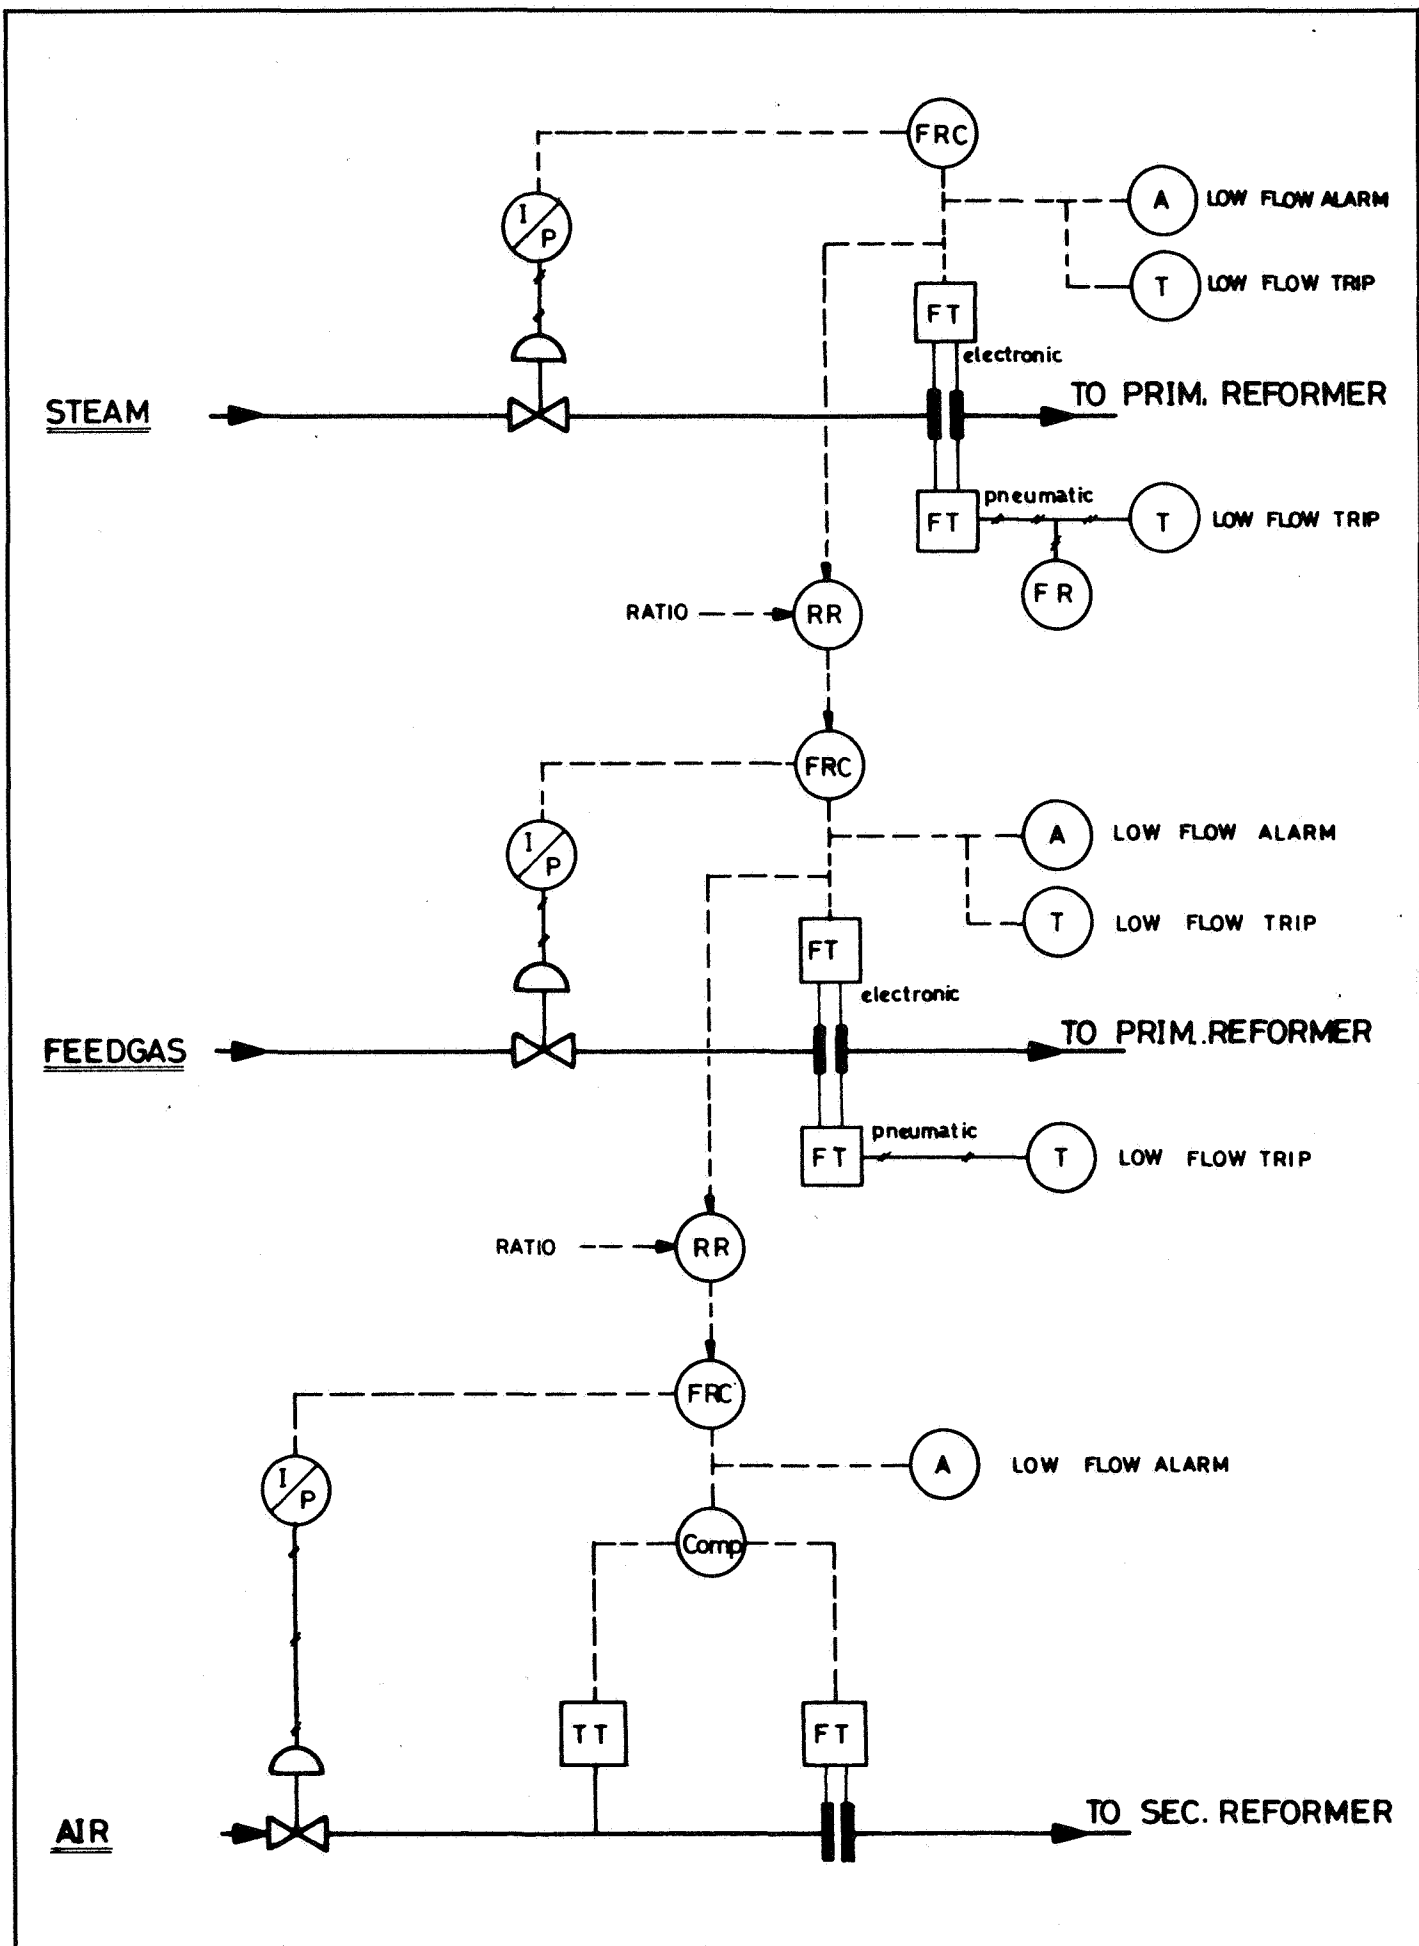 FRC
A LOW FLOW ALARM
I/P
T LOW FLOW TRIP
FT
electronic
STEAM
TO PRIM. REFORMER
pneumatic
FT
T LOW FLOW TRIP
FR
RATIO
RR
FRC
A LOW FLOW ALARM
I/P
T LOW FLOW TRIP
FT
electronic
FEEDGAS
TO PRIM. REFORMER
pneumatic
FT
T LOW FLOW TRIP
RATIO
RR
FRC
A LOW FLOW ALARM
I/P
Comp
TT
FT
AIR
TO SEC. REFORMER